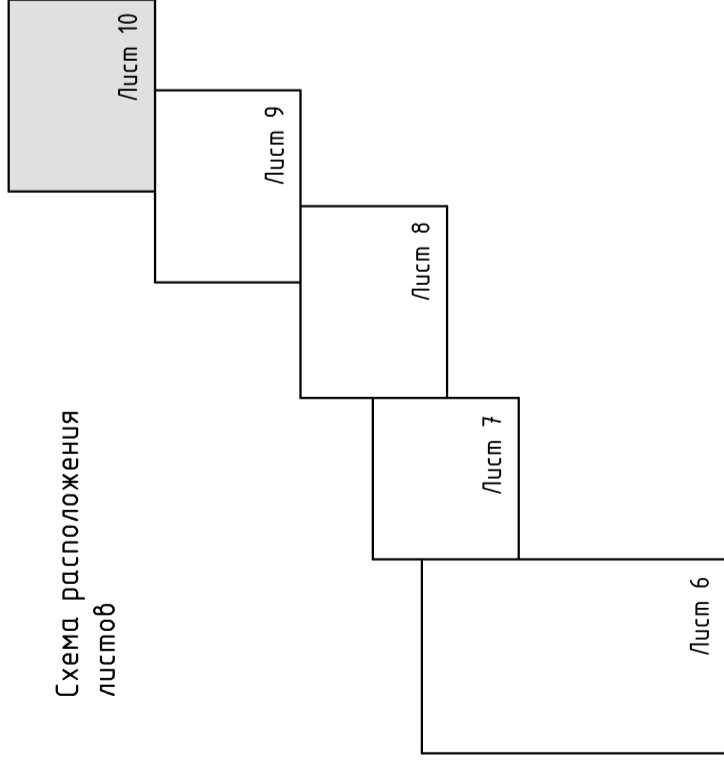 Схема расположения
листов
Лист 6
Лист 7
Лист 8
Лист 9
Лист 10